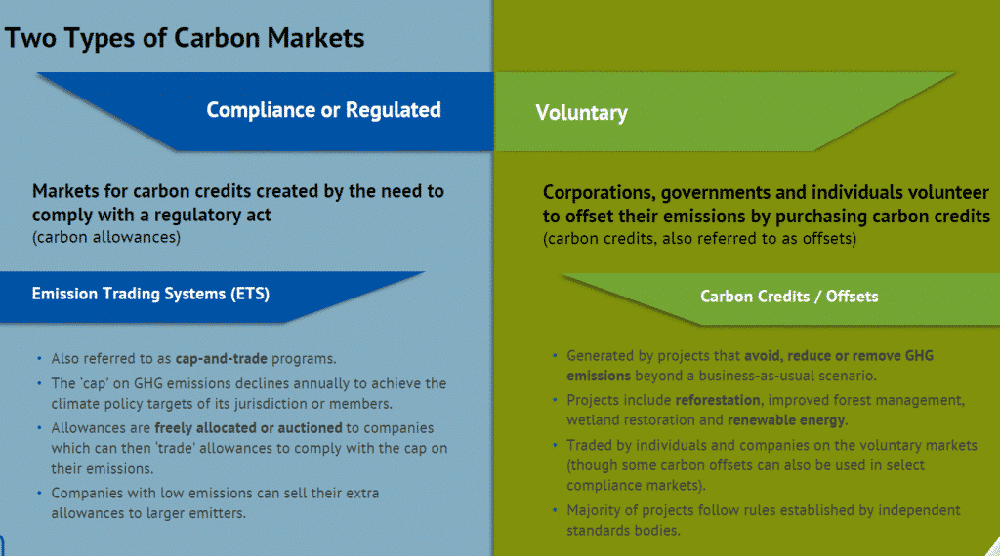 Two Types of Carbon Markets
Compliance or Regulated
Markets for carbon credits created by the need to
comply with a regulatory act
(carbon allowances)
Emission Trading Systems (ETS)
• Also referred to as cap-and-trade programs.
• The ‘cap’ on GHG emissions declines annually to achieve the
climate policy targets of its jurisdiction or members.
• Allowances are freely allocated or auctioned to companies
which can then ‘trade’ allowances to comply with the cap on
their emissions.
• Companies with low emissions can sell their extra
allowances to larger emitters.
Voluntary
Corporations, governments and individuals volunteer
to offset their emissions by purchasing carbon credits
(carbon credits, also referred to as offsets)
Carbon Credits / Offsets
• Generated by projects that avoid, reduce or remove GHG
emissions beyond a business-as-usual scenario.
• Projects include reforestation, improved forest management,
wetland restoration and renewable energy.
• Traded by individuals and companies on the voluntary markets
(though some carbon offsets can also be used in select
compliance markets).
• Majority of projects follow rules established by independent
standards bodies.